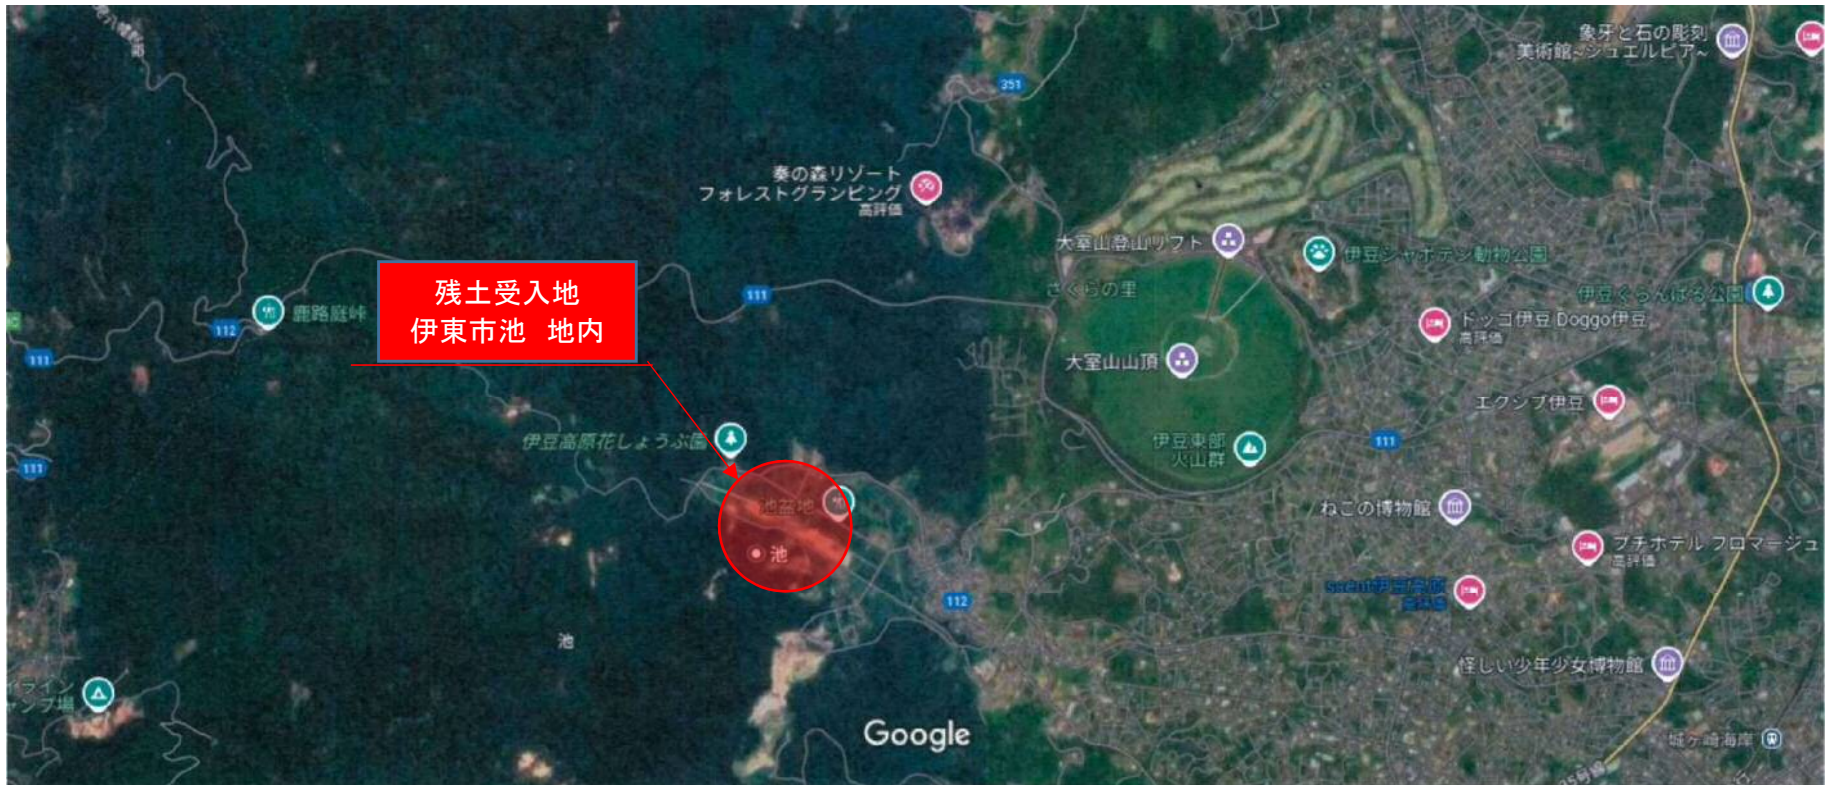 象牙と石の彫刻
美術館~ジュエルピア~
351
奏の森リゾート
フォレストグランピング
高評価
大室山登山リフト
伊豆シャボテン動物公園
さくらの里
伊豆ぐらんぱる公園
残土受入地
伊東市池 地内
111
鹿路庭峠
112
ドッゴ伊豆 Doggo伊豆
高評価
111
大室山山頂
エクシブ伊豆
伊豆高原花しょうぶ園
伊豆東部
火山群
111
111
池盆地
ねこの博物館
池
プチホテル フロマージュ
高評価
112
高評価
池
怪しい少年少女博物館
Google
城ヶ崎海岸